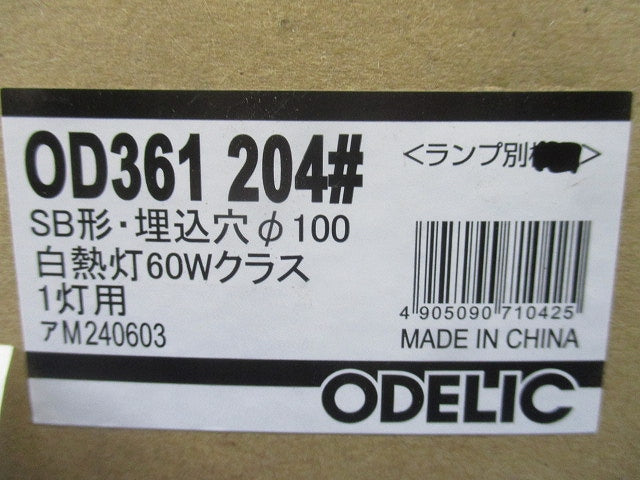 OD361 204#
<ランプ別 >
SB形・埋込穴φ100
白熱灯60Wクラス
1灯用
アM240603
4 905090 710425
MADE IN CHINA
ODELIC